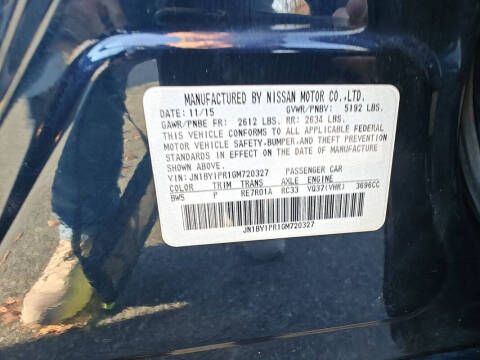 MANUFACTURED BY NISSAN MOTOR CO.,LTD.
DATE: 11/15 GVWR/PNBV: 5192 LBS.
GAWR/PNBE FR: 2612 LBS. RR: 2634 LBS.
THIS VEHICLE CONFORMS TO ALL APPLICABLE FEDERAL
MOTOR VEHICLE SAFETY,BUMPER,AND THEFT PREVENTION
STANDARDS IN EFFECT ON THE DATE OF MANUFACTURE
SHOWN ABOVE.
VIN: JN1BY1PR1GM720327 PASSENGER CAR
COLOR TRIM TRANS AXLE ENGINE
BW5 P RE7R01A RC33 VQ37(VHR) 3696CC
JN1BY1PR1GM720327